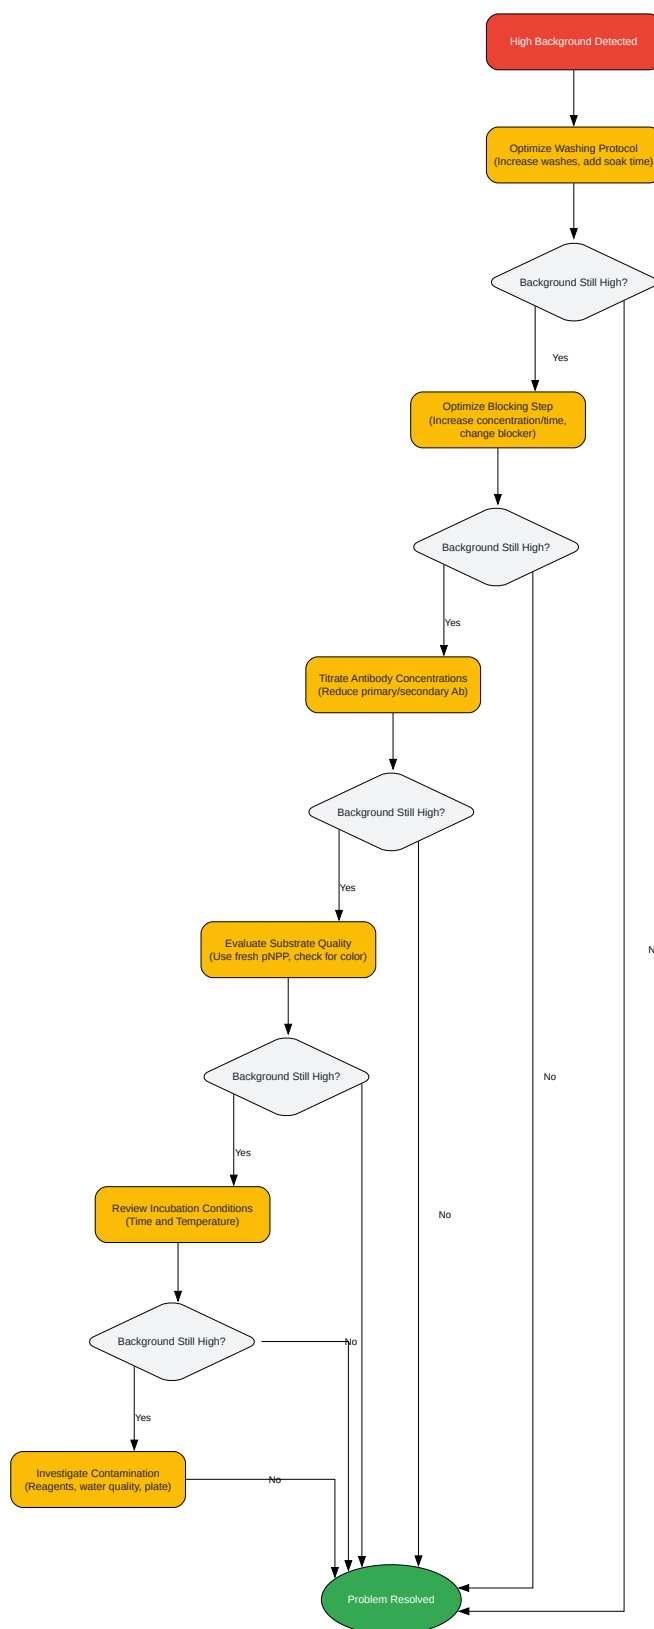 High Background Detected
Optimize Washing Protocol
(Increase washes, add soak time)
Background Still High?
Yes
Optimize Blocking Step
(Increase concentration/time,
change blocker)
Background Still High?
Yes
Titrate Antibody Concentrations
(Reduce primary/secondary Ab)
Background Still High?
Yes
Evaluate Substrate Quality
(Use fresh pNPP, check for color)
Background Still High?
No
Yes
Review Incubation Conditions
(Time and Temperature)
No
Background Still High?
No
Yes
Investigate Contamination
(Reagents, water quality, plate)
No
Problem Resolved